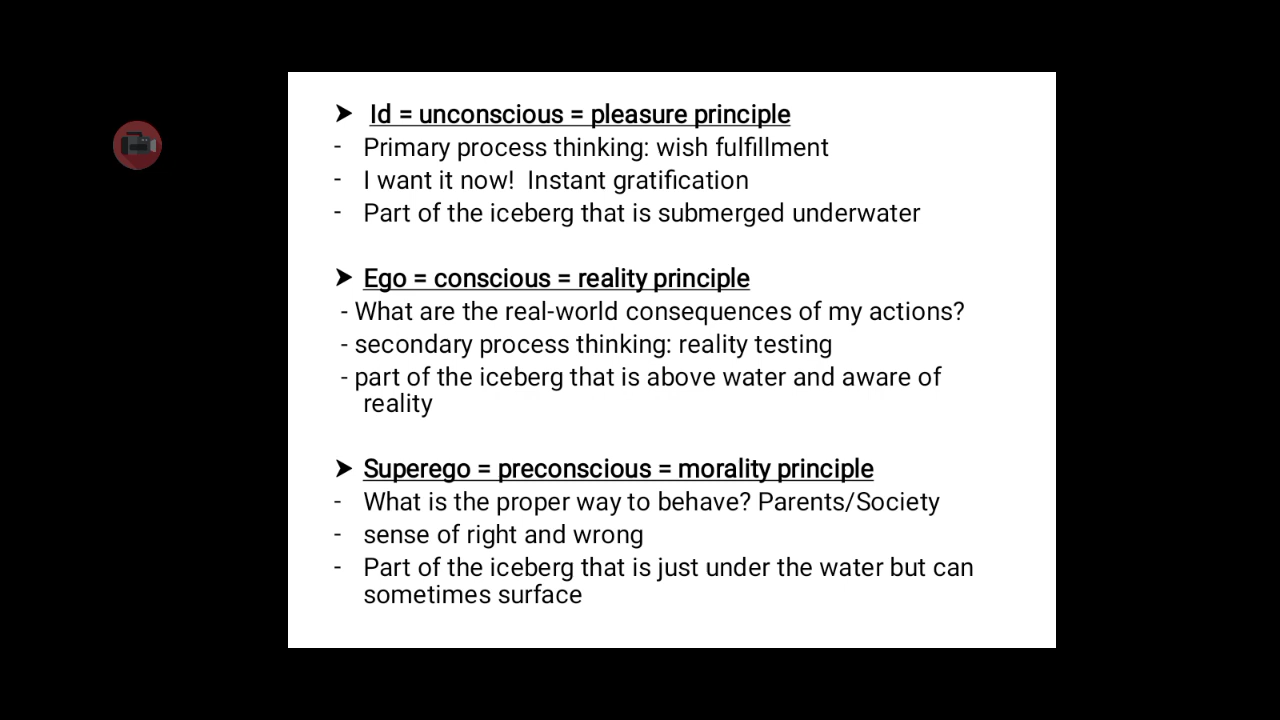 ➤ Id = unconscious = pleasure principle
- Primary process thinking: wish fulfillment
- I want it now!  Instant gratification
- Part of the iceberg that is submerged underwater
➤ Ego = conscious = reality principle
- What are the real-world consequences of my actions?
- secondary process thinking: reality testing
- part of the iceberg that is above water and aware of
reality
➤ Superego = preconscious = morality principle
- What is the proper way to behave? Parents/Society
- sense of right and wrong
- Part of the iceberg that is just under the water but can
sometimes surface